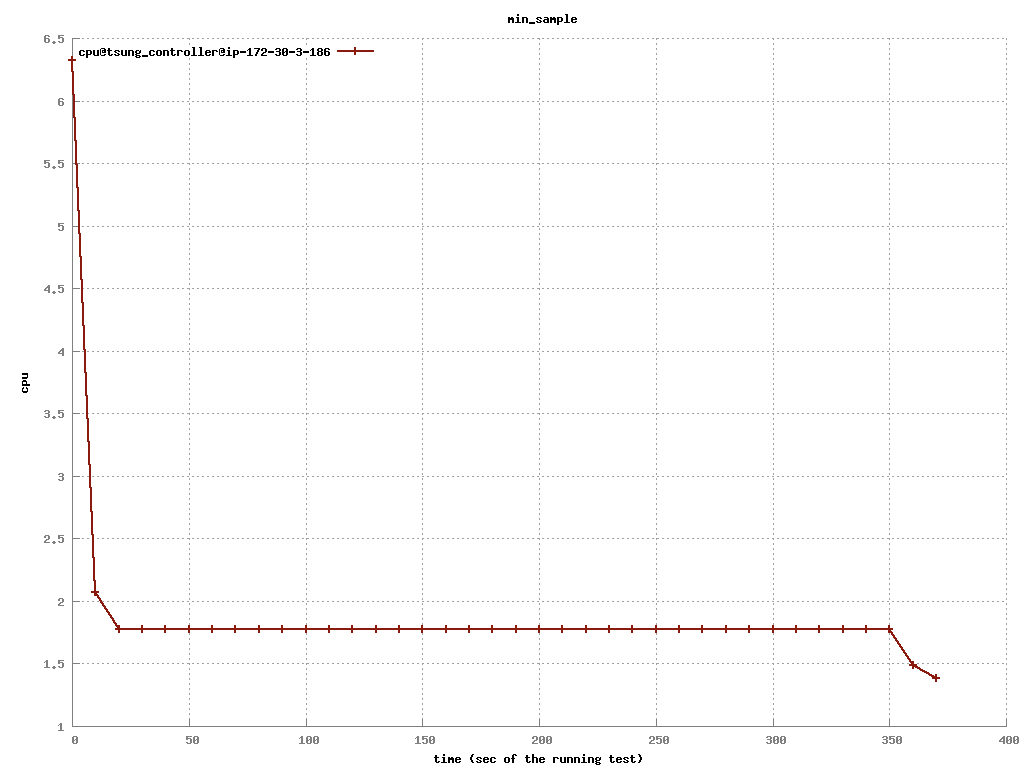 min_sample
cpu@tsung_controller@ip-172-30-3-186
6.5
6
5.5
5
4.5
4
3.5
3
2.5
2
1.5
1
cpu
0 50 100 150 200 250 300 350 400
time (sec of the running test)